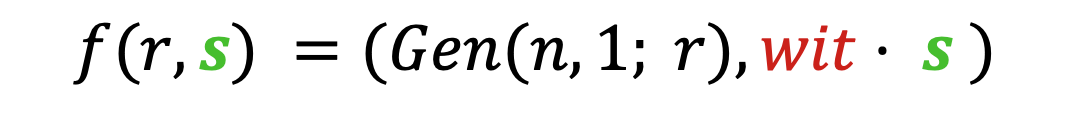 f(r, s) = (Gen(n, 1; r), wit · s )